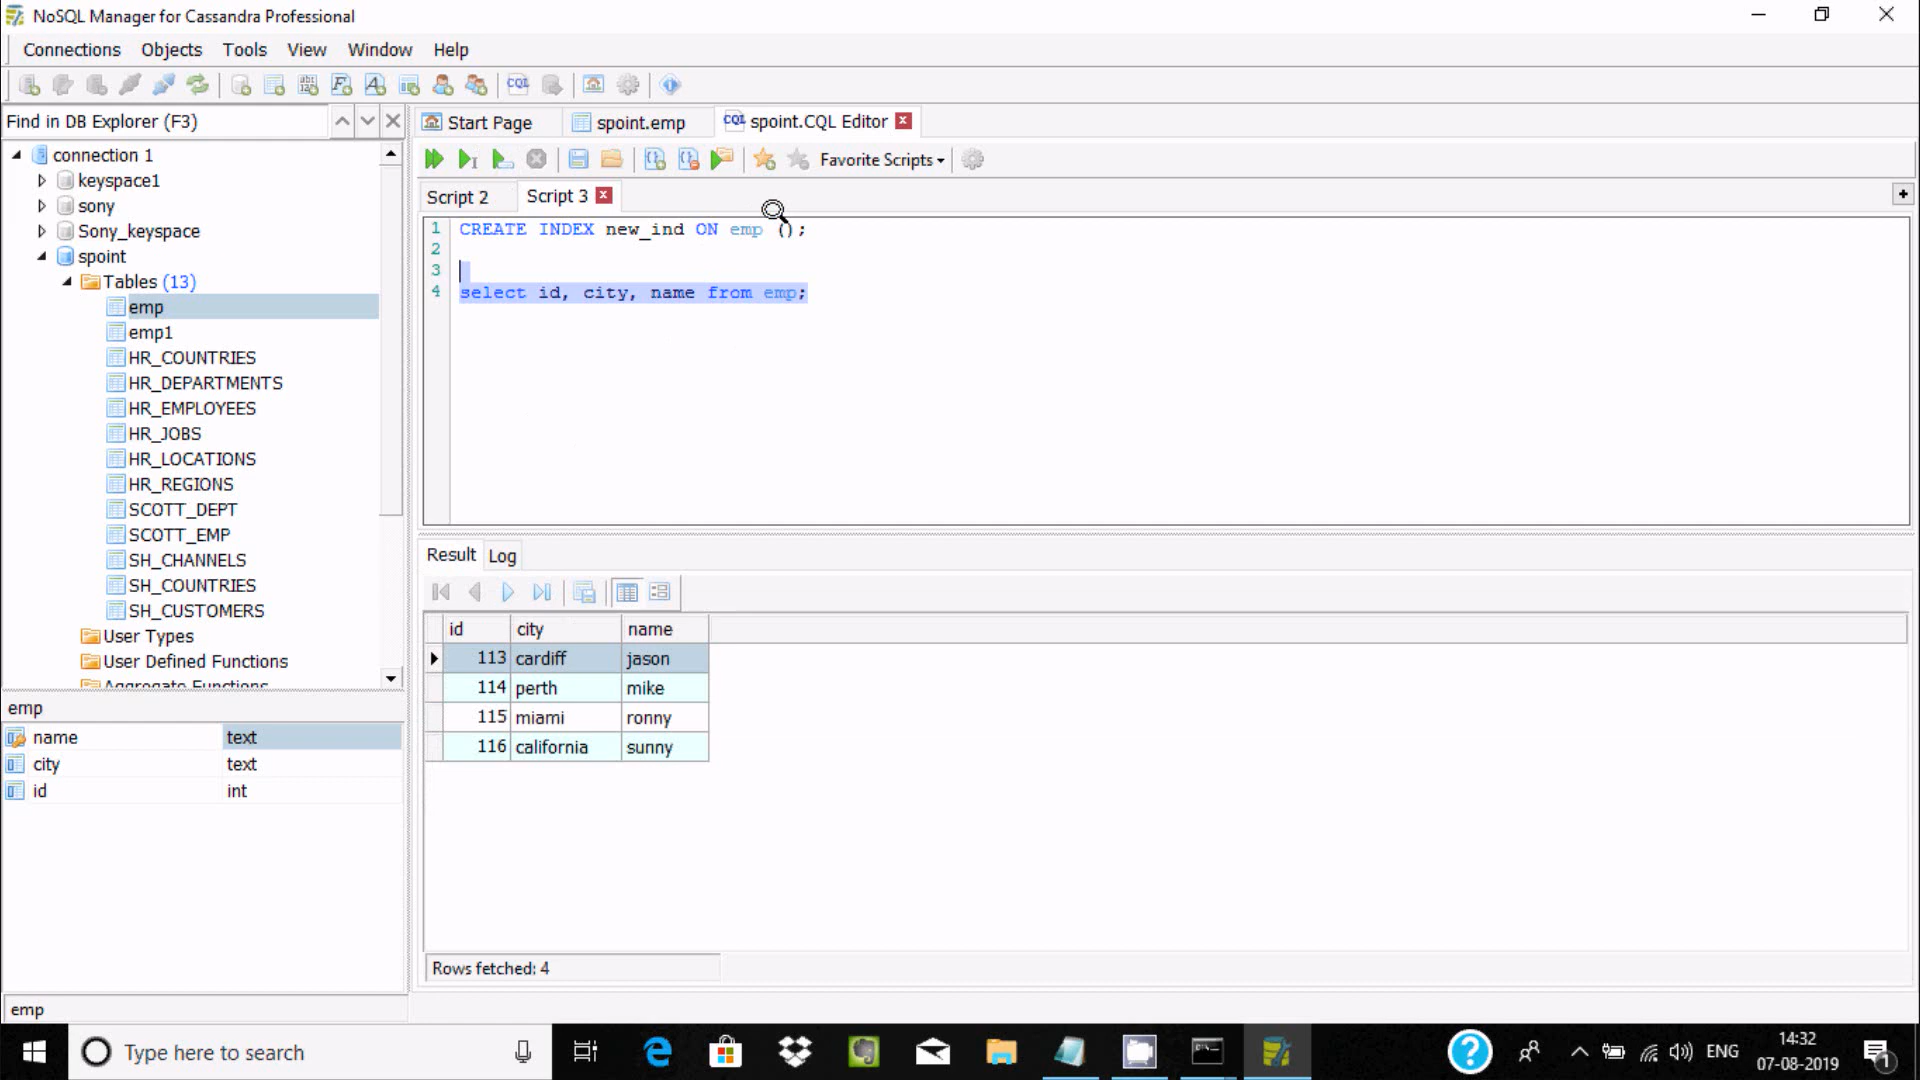 NoSQL Manager for Cassandra Professional
Connections Objects Tools View Window Help
CQL
Find in DB Explorer (F3)
Start Page
spoint.emp
CQL spoint.CQL Editor
connection 1
keyspace1
sony
Sony_keyspace
spoint
Tables (13)
emp
emp1
HR_COUNTRIES
HR_DEPARTMENTS
HR_EMPLOYEES
HR_JOBS
HR_LOCATIONS
HR_REGIONS
SCOTT_DEPT
SCOTT_EMP
SH_CHANNELS
SH_COUNTRIES
SH_CUSTOMERS
User Types
User Defined Functions
Aggregate Functions
Favorite Scripts
Script 2
Script 3
1 CREATE INDEX new_ind ON emp ();
2
3
4 select id, city, name from emp;
Result Log
id city name
113 cardiff jason
114 perth mike
115 miami ronny
116 california sunny
Rows fetched: 4
emp
name text
city text
id int
emp
Type here to search
ENG
14:32
07-08-2019
1